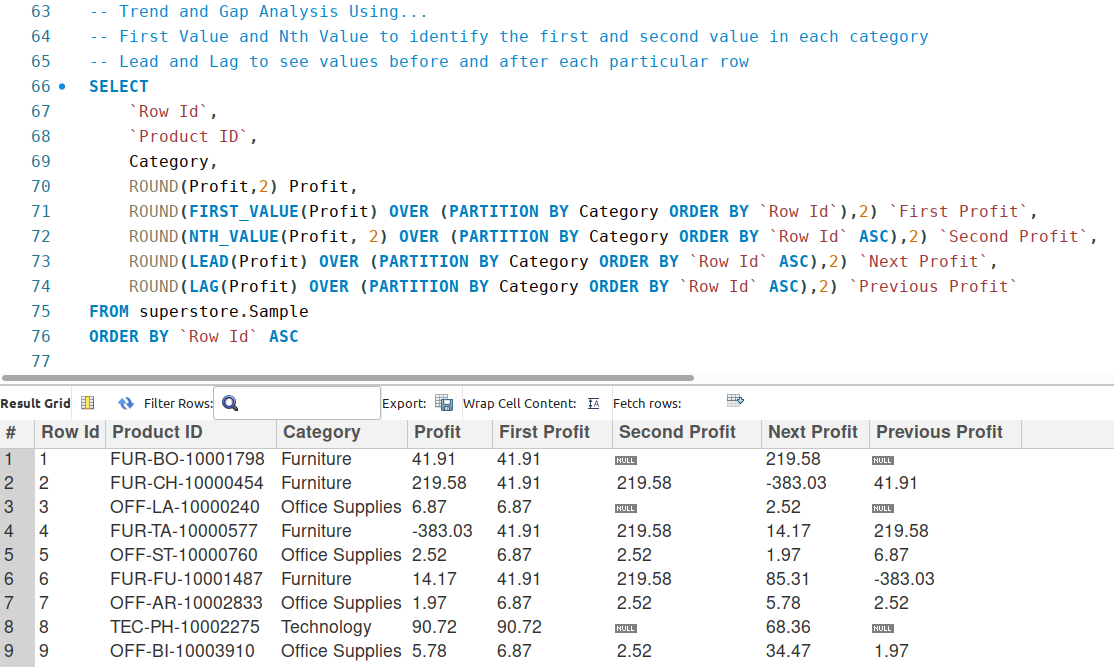 63 -- Trend and Gap Analysis Using...
64 -- First Value and Nth Value to identify the first and second value in each category
65 -- Lead and Lag to see values before and after each particular row
66 SELECT
67 `Row Id`,
68 `Product ID`,
69 Category,
70 ROUND(Profit,2) Profit,
71 ROUND(FIRST_VALUE(Profit) OVER (PARTITION BY Category ORDER BY `Row Id`),2) `First Profit`,
72 ROUND(NTH_VALUE(Profit, 2) OVER (PARTITION BY Category ORDER BY `Row Id` ASC),2) `Second Profit`,
73 ROUND(LEAD(Profit) OVER (PARTITION BY Category ORDER BY `Row Id` ASC),2) `Next Profit`,
74 ROUND(LAG(Profit) OVER (PARTITION BY Category ORDER BY `Row Id` ASC),2) `Previous Profit`
75 FROM superstore.Sample
76 ORDER BY `Row Id` ASC
77
Result Grid Filter Rows: Export: Wrap Cell Content: IA Fetch rows:
# Row Id Product ID Category Profit First Profit Second Profit Next Profit Previous Profit
1 1 FUR-BO-10001798 Furniture 41.91 41.91 NULL 219.58 NULL
2 2 FUR-CH-10000454 Furniture 219.58 41.91 219.58 -383.03 41.91
3 3 OFF-LA-10000240 Office Supplies 6.87 6.87 NULL 2.52 NULL
4 4 FUR-TA-10000577 Furniture -383.03 41.91 219.58 14.17 219.58
5 5 OFF-ST-10000760 Office Supplies 2.52 6.87 2.52 1.97 6.87
6 6 FUR-FU-10001487 Furniture 14.17 41.91 219.58 85.31 -383.03
7 7 OFF-AR-10002833 Office Supplies 1.97 6.87 2.52 5.78 2.52
8 8 TEC-PH-10002275 Technology 90.72 90.72 NULL 68.36 NULL
9 9 OFF-BI-10003910 Office Supplies 5.78 6.87 2.52 34.47 1.97